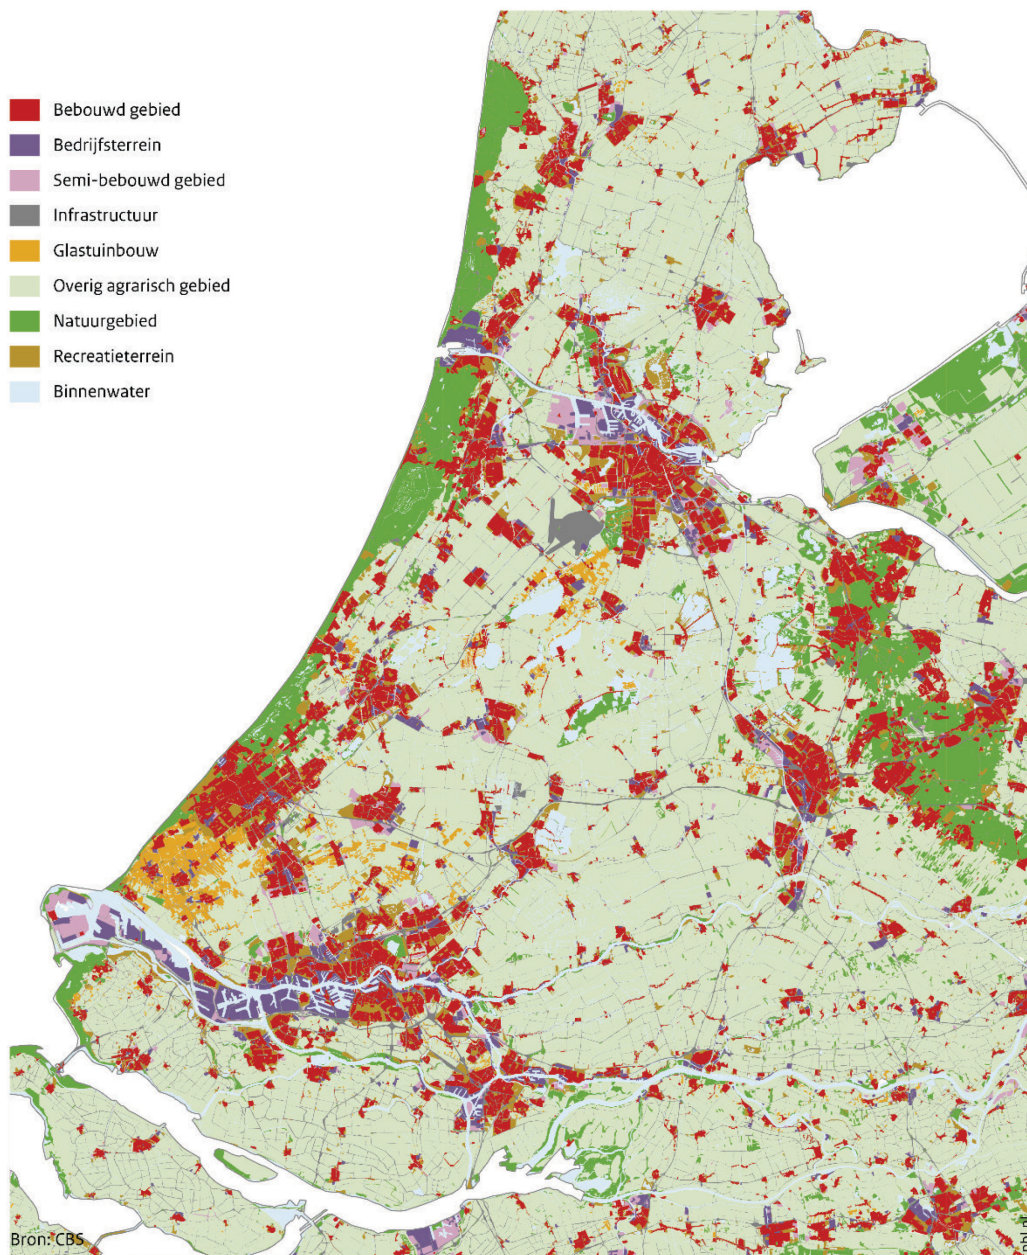 Bebouwd gebied
Bedrijfsterrein
Semi-bebouwd gebied
Infrastructuur
Glastuinbouw
Overig agrarisch gebied
Natuurgebied
Recreatieterrein
Binnenwater
Bron: CBS